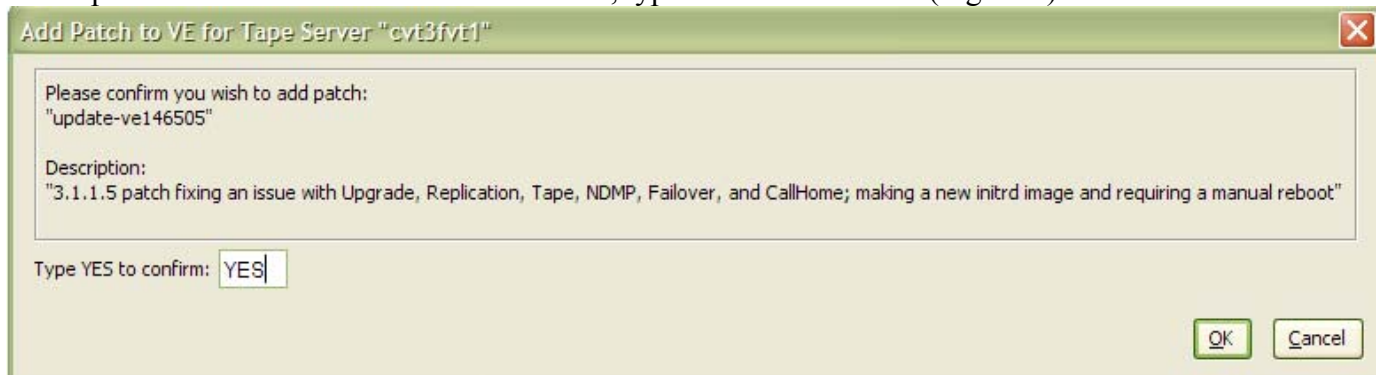 Add Patch to VE for Tape Server "cvt3fvt1"
Please confirm you wish to add patch:
"update-ve146505"
Description:
"3.1.1.5 patch fixing an issue with Upgrade, Replication, Tape, NDMP, Failover, and CallHome; making a new initrd image and requiring a manual reboot"
Type YES to confirm: YES
OK Cancel